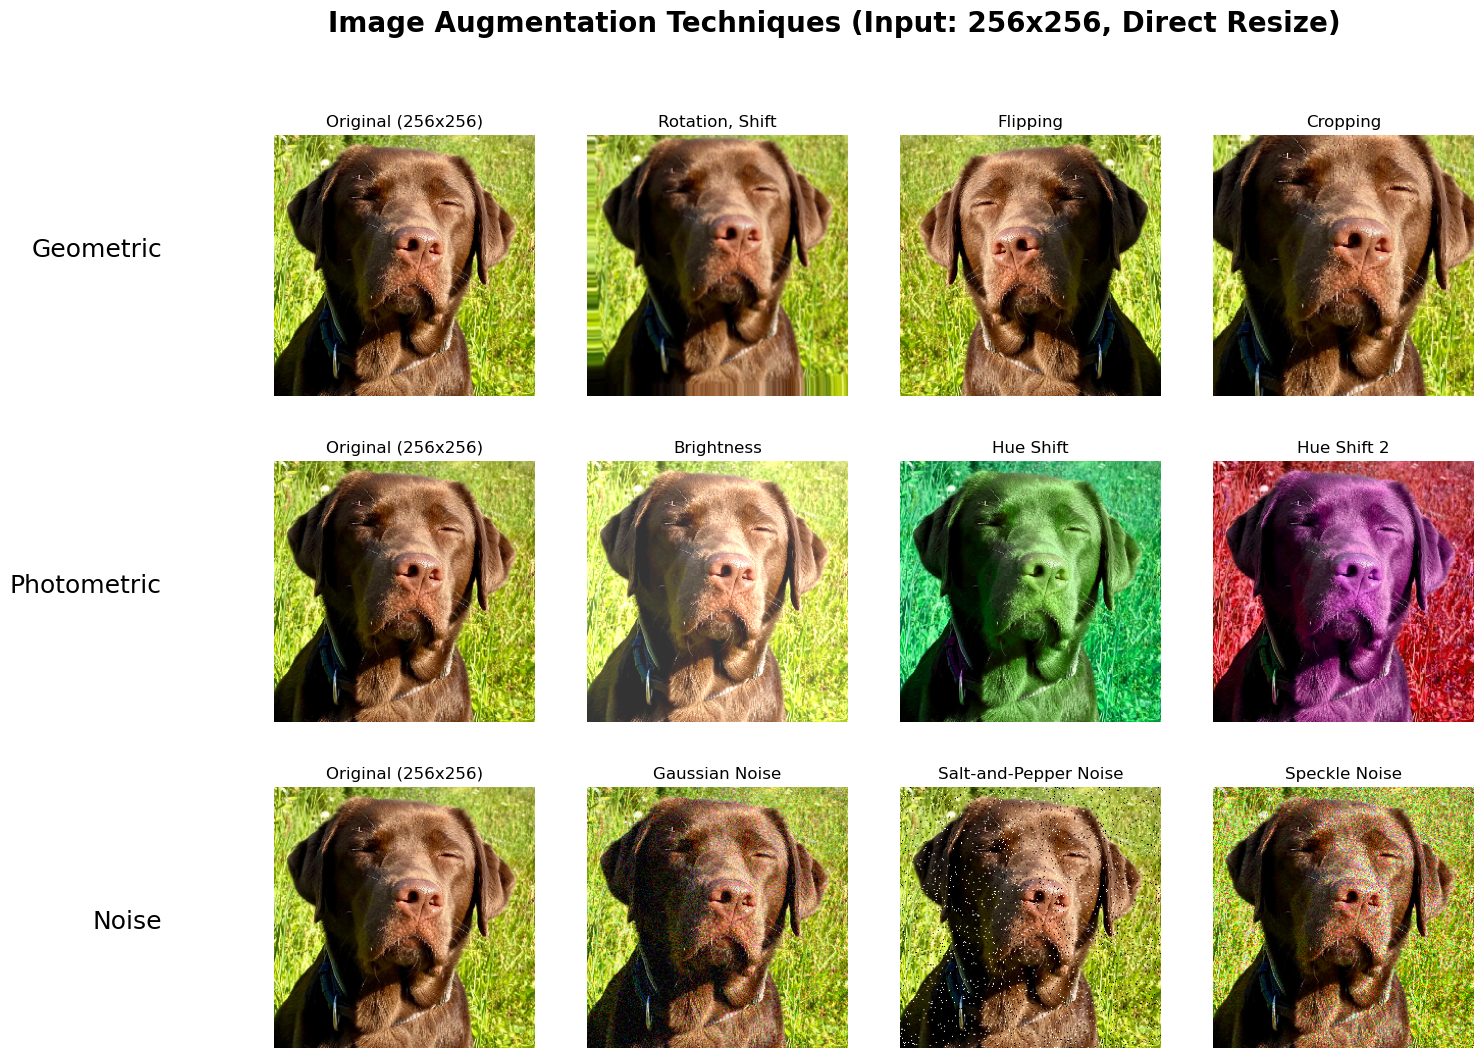 Image Augmentation Techniques (Input: 256x256, Direct Resize)
Original (256x256)
Rotation, Shift
Flipping
Cropping
Geometric
Original (256x256)
Brightness
Hue Shift
Hue Shift 2
Photometric
Original (256x256)
Gaussian Noise
Salt-and-Pepper Noise
Speckle Noise
Noise